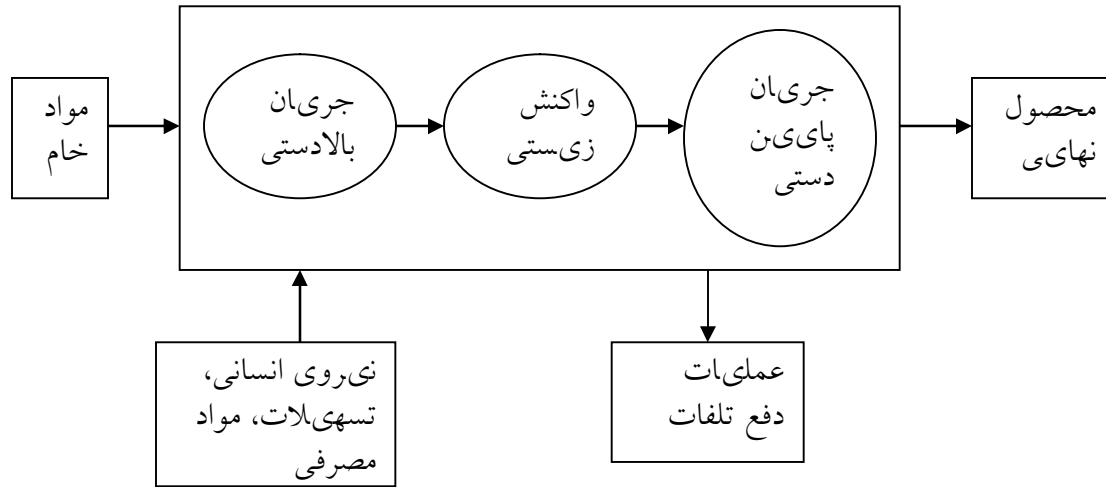 مواد
خام
جریان
بالادستی
واکنش
زیستی
جریان
پایین
دستی
محصول
نهایی
نیروی انسانی،
تسهیلات، مواد
مصرفی
عملیات
دفع تلفات